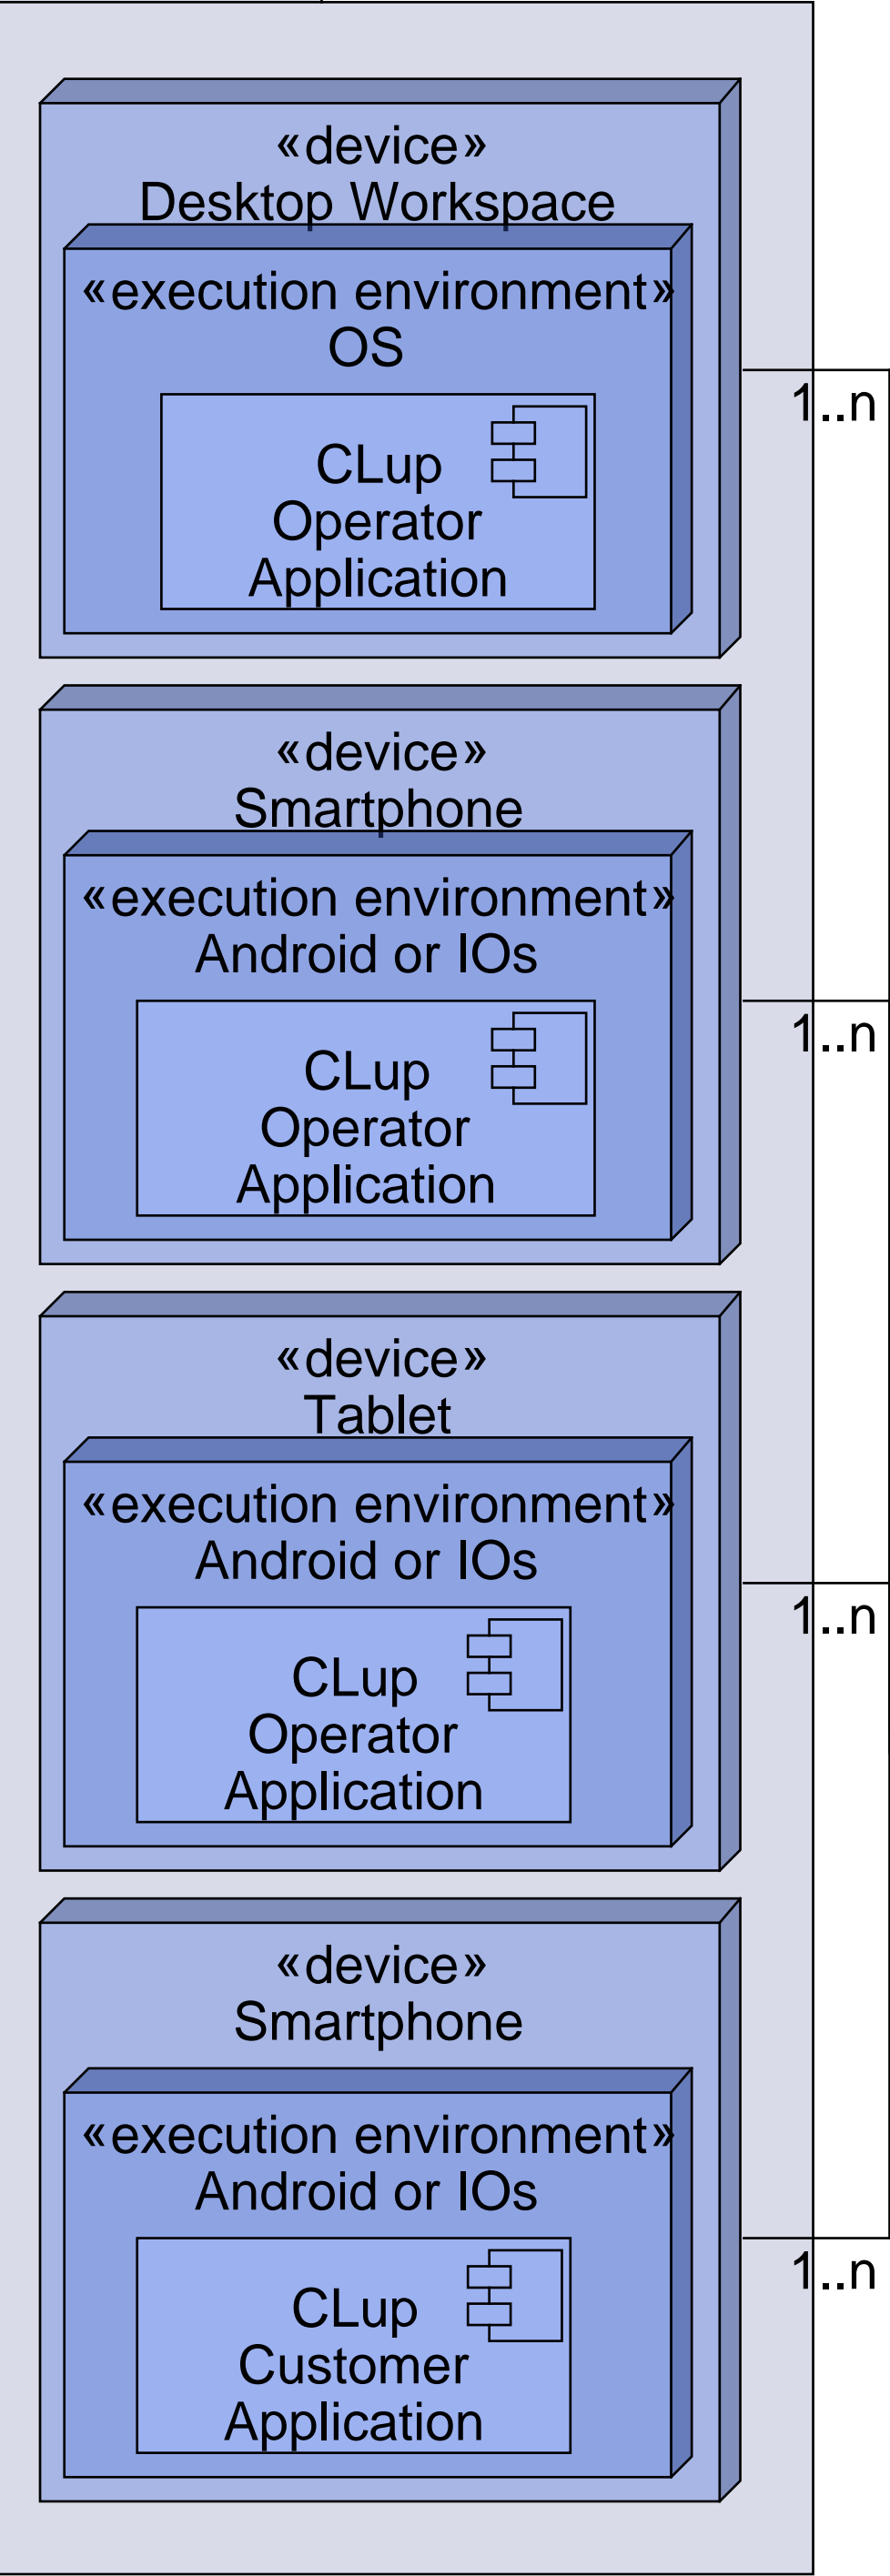 «device»
Desktop Workspace
«execution environment»
OS
CLup
Operator
Application
1..n
«device»
Smartphone
«execution environment»
Android or IOs
CLup
Operator
Application
1..n
«device»
Tablet
«execution environment»
Android or IOs
CLup
Operator
Application
1..n
«device»
Smartphone
«execution environment»
Android or IOs
CLup
Customer
Application
1..n